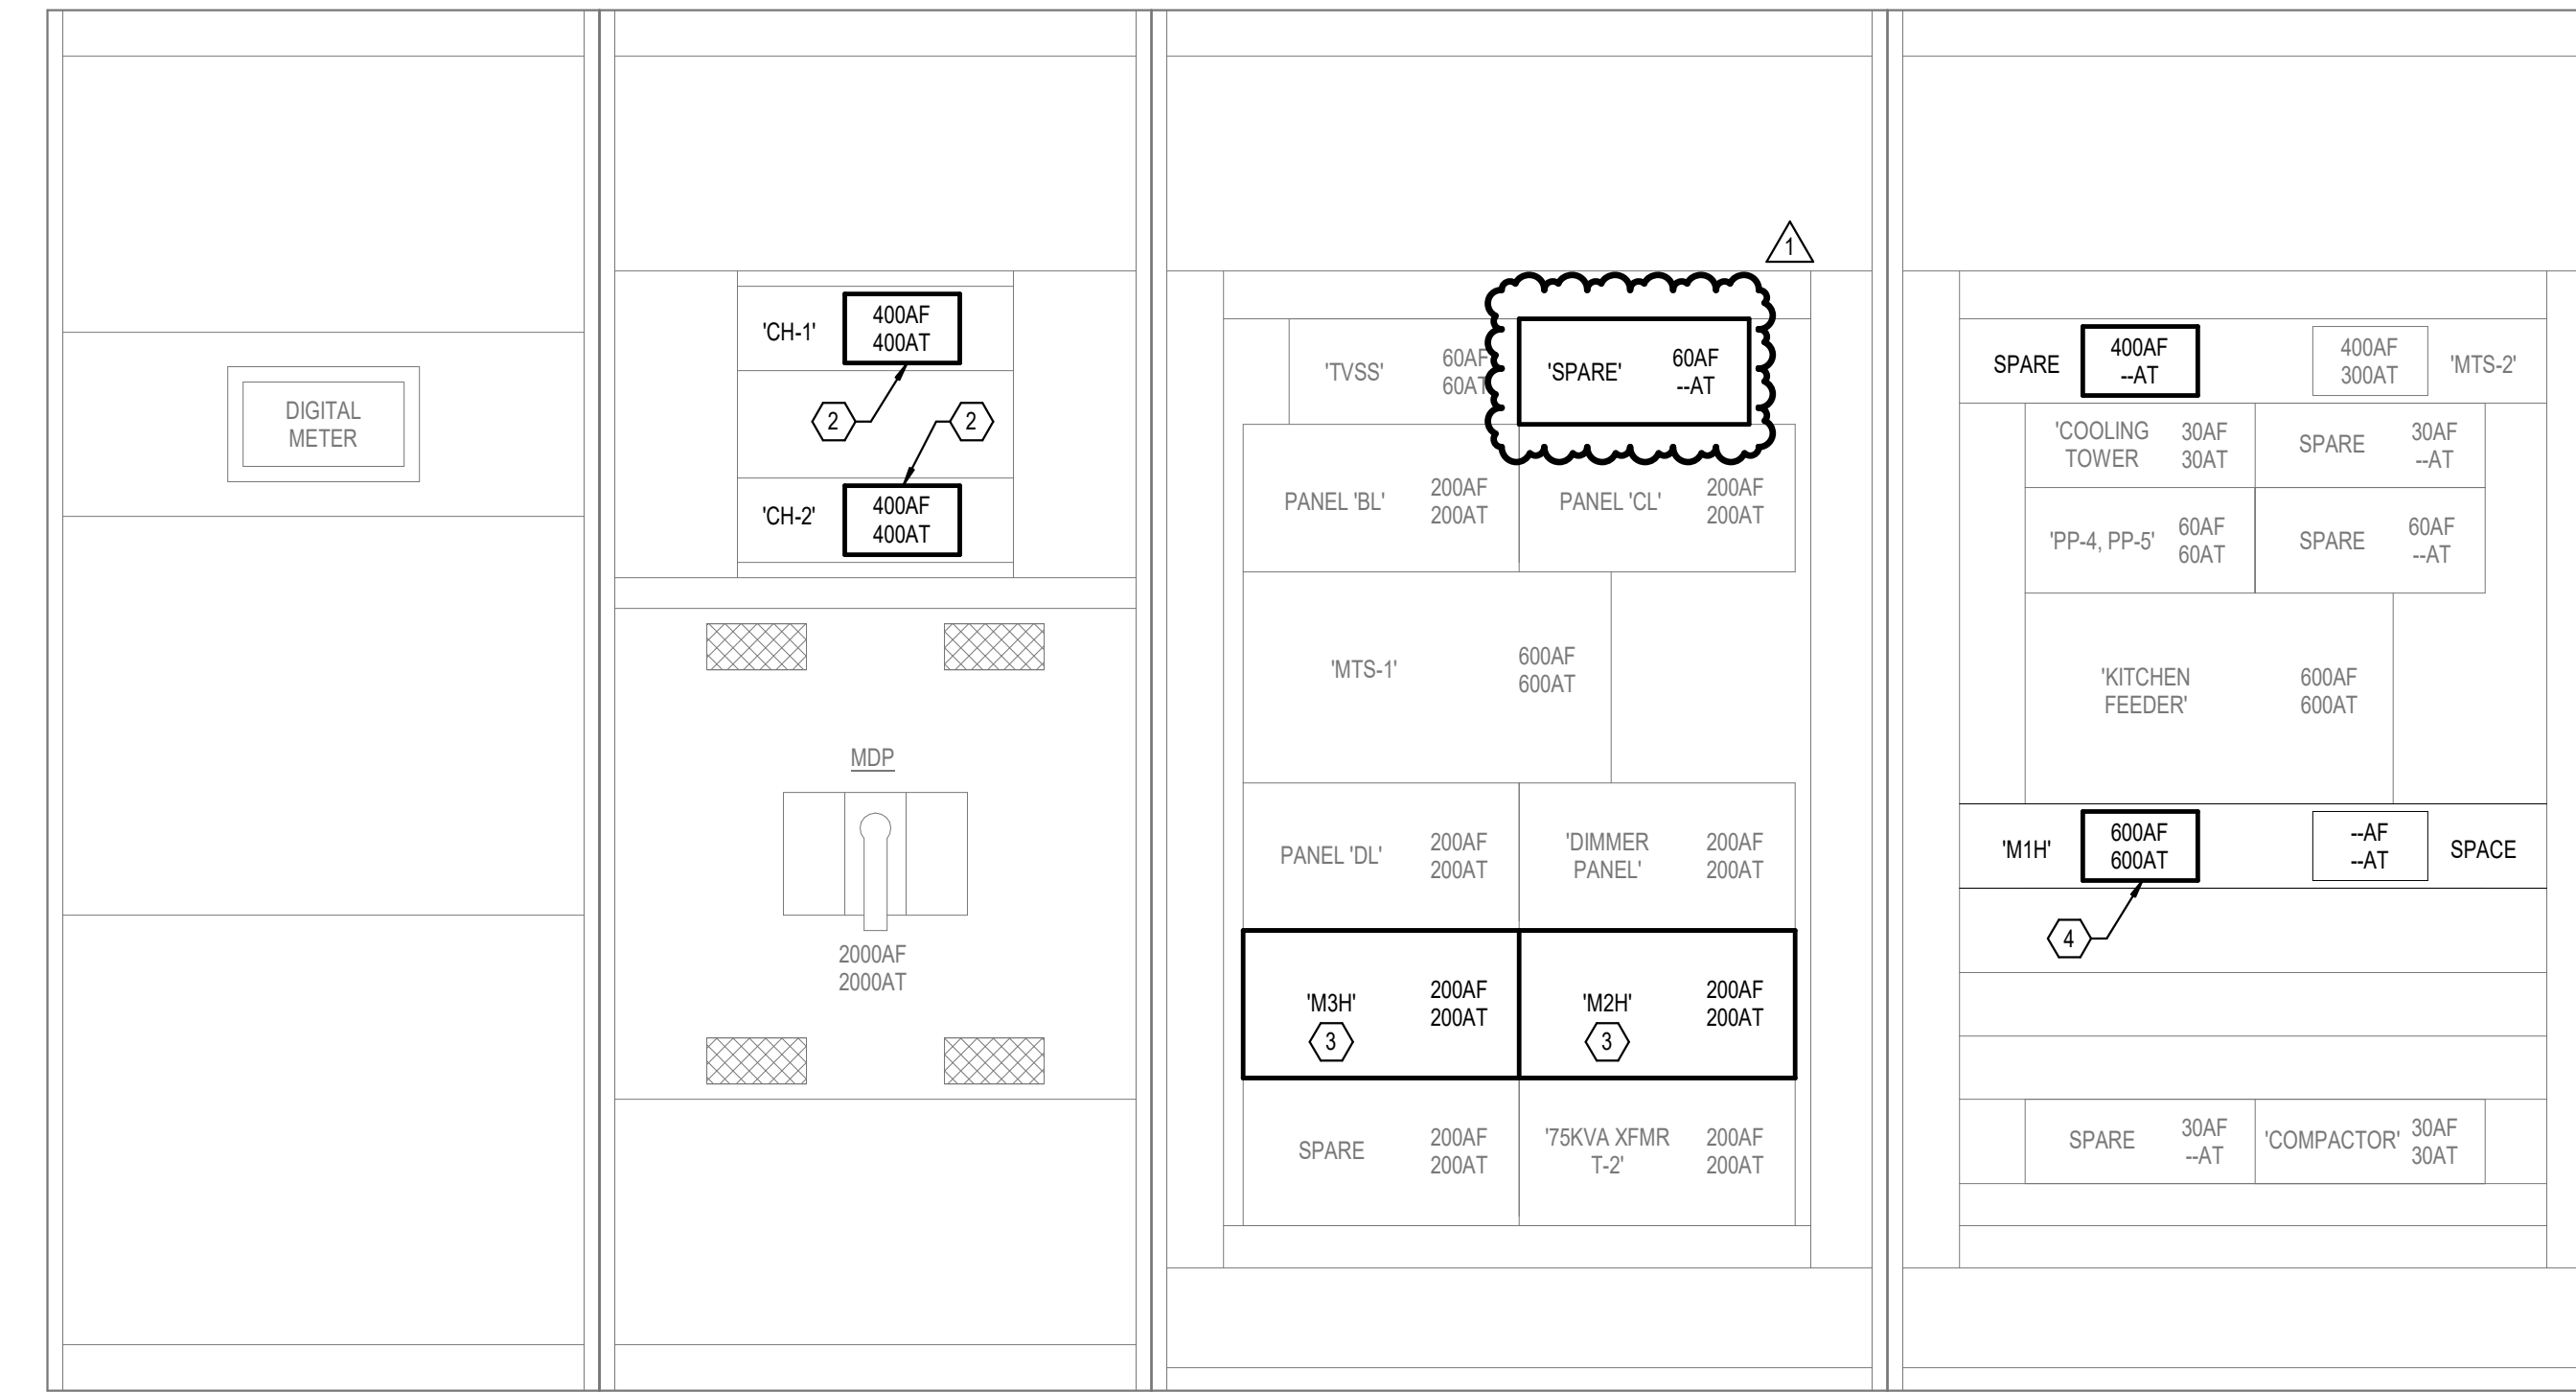 DIGITAL
METER
'CH-1'
400AF
400AT
2
2
'CH-2'
400AF
400AT
MDP
2000AF
2000AT
1
'TVSS'
60AF
60AT
'SPARE'
60AF
--AT
PANEL 'BL'
200AF
200AT
PANEL 'CL'
200AF
200AT
'MTS-1'
600AF
600AT
PANEL 'DL'
200AF
200AT
'DIMMER
PANEL'
200AF
200AT
'M3H'
3
200AF
200AT
'M2H'
3
200AF
200AT
SPARE
200AF
200AT
'75KVA XFMR
T-2'
200AF
200AT
SPARE
400AF
--AT
400AF
300AT
'MTS-2'
'COOLING
TOWER
30AF
30AT
SPARE
30AF
--AT
'PP-4, PP-5'
60AF
60AT
SPARE
60AF
--AT
'KITCHEN
FEEDER'
600AF
600AT
'M1H'
600AF
600AT
--AF
--AT
SPACE
4
SPARE
30AF
--AT
'COMPACTOR'
30AF
30AT